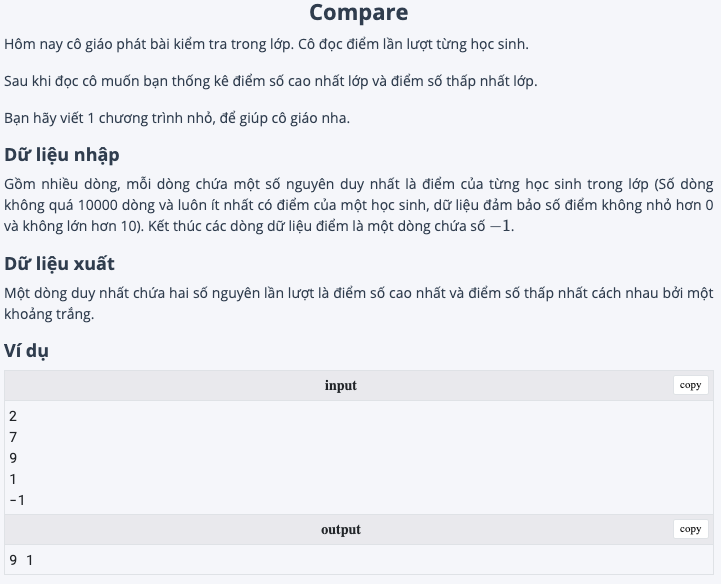 Compare
Hôm nay cô giáo phát bài kiểm tra trong lớp. Cô đọc điểm lần lượt từng học sinh.
Sau khi đọc cô muốn bạn thống kê điểm số cao nhất lớp và điểm số thấp nhất lớp.
Bạn hãy viết 1 chương trình nhỏ, để giúp cô giáo nha.
Dữ liệu nhập
Gồm nhiều dòng, mỗi dòng chứa một số nguyên duy nhất là điểm của từng học sinh trong lớp (Số dòng
không quá 10000 dòng và luôn ít nhất có điểm của một học sinh, dữ liệu đảm bảo số điểm không nhỏ hơn 0
và không lớn hơn 10). Kết thúc các dòng dữ liệu điểm là một dòng chứa số −1.
Dữ liệu xuất
Một dòng duy nhất chứa hai số nguyên lần lượt là điểm số cao nhất và điểm số thấp nhất cách nhau bởi một
khoảng trắng.
Ví dụ
input copy
2
7
9
1
-1
output copy
9 1